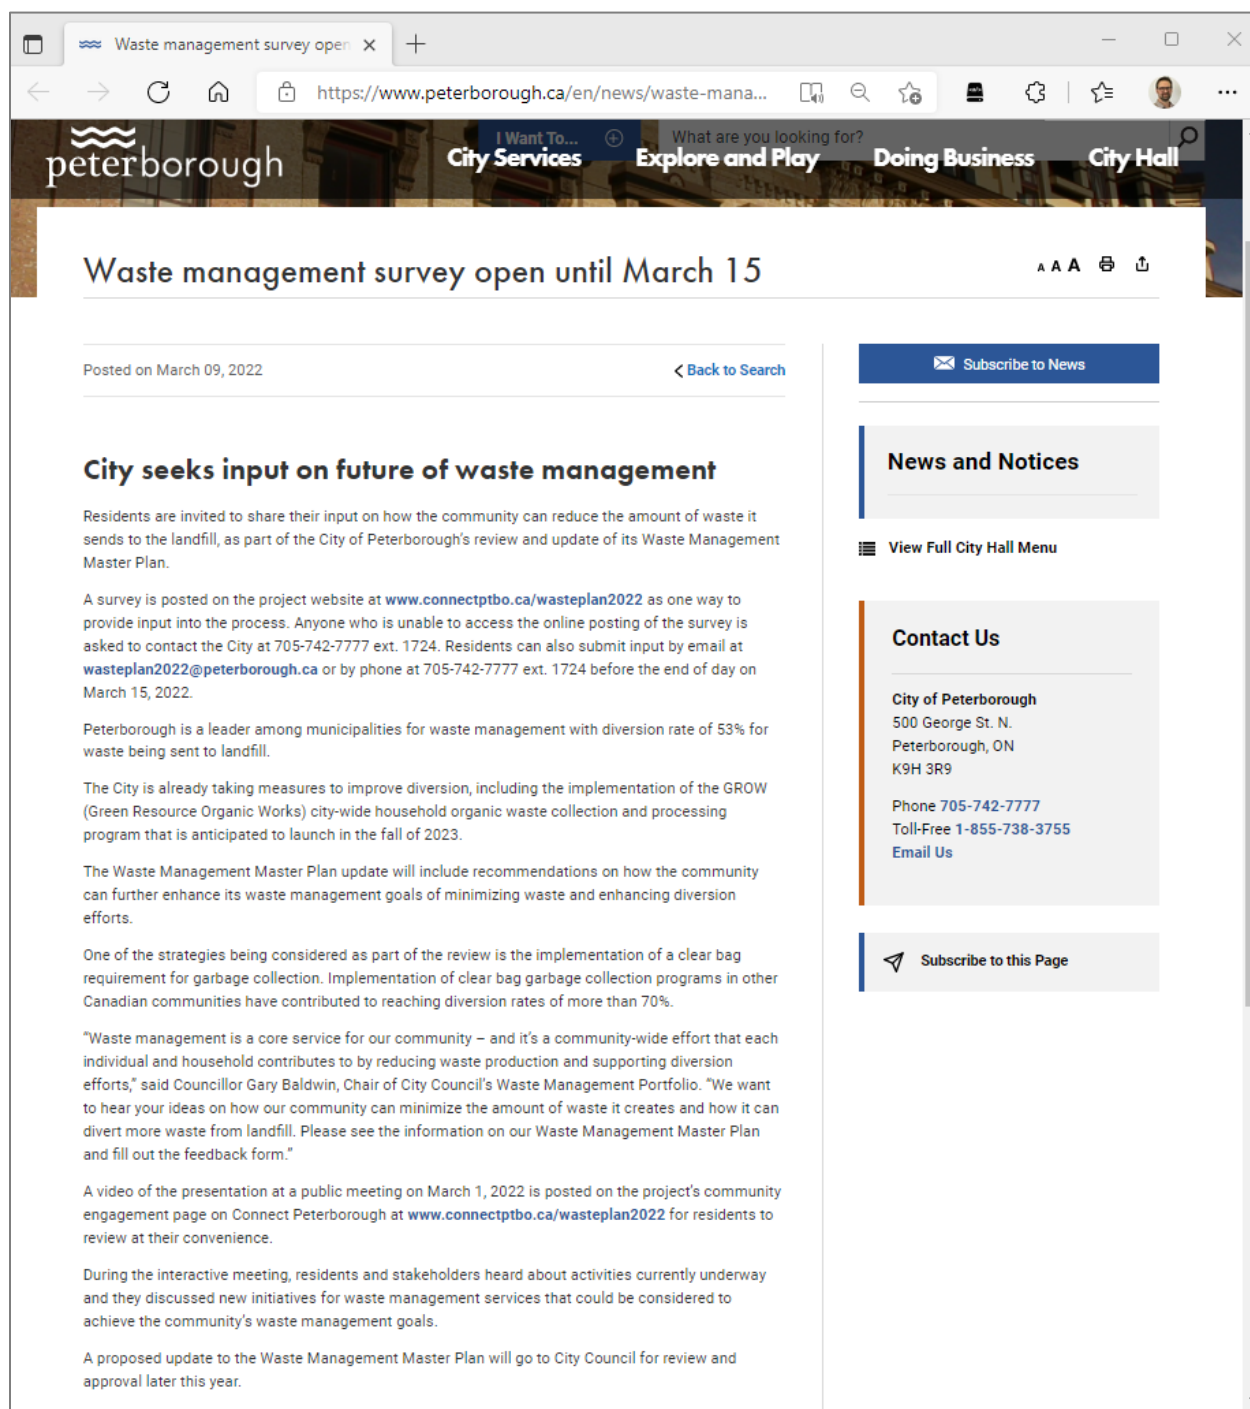 Waste management survey open
https://www.peterborough.ca/en/news/waste-mana...
peterborough
I Want To...
What are you looking for?
City Services
Explore and Play
Doing Business
City Hall
Waste management survey open until March 15
A A A
Posted on March 09, 2022
Back to Search
City seeks input on future of waste management
Residents are invited to share their input on how the community can reduce the amount of waste it
sends to the landfill, as part of the City of Peterborough's review and update of its Waste Management
Master Plan.
A survey is posted on the project website at www.connectptbo.ca/wasteplan2022 as one way to
provide input into the process. Anyone who is unable to access the online posting of the survey is
asked to contact the City at 705-742-7777 ext. 1724. Residents can also submit input by email at
wasteplan2022@peterborough.ca or by phone at 705-742-7777 ext. 1724 before the end of day on
March 15, 2022.
Peterborough is a leader among municipalities for waste management with diversion rate of 53% for
waste being sent to landfill.
The City is already taking measures to improve diversion, including the implementation of the GROW
(Green Resource Organic Works) city-wide household organic waste collection and processing
program that is anticipated to launch in the fall of 2023.
The Waste Management Master Plan update will include recommendations on how the community
can further enhance its waste management goals of minimizing waste and enhancing diversion
efforts.
One of the strategies being considered as part of the review is the implementation of a clear bag
requirement for garbage collection. Implementation of clear bag garbage collection programs in other
Canadian communities have contributed to reaching diversion rates of more than 70%.
"Waste management is a core service for our community – and it's a community-wide effort that each
individual and household contributes to by reducing waste production and supporting diversion
efforts," said Councillor Gary Baldwin, Chair of City Council's Waste Management Portfolio. "We want
to hear your ideas on how our community can minimize the amount of waste it creates and how it can
divert more waste from landfill. Please see the information on our Waste Management Master Plan
and fill out the feedback form."
A video of the presentation at a public meeting on March 1, 2022 is posted on the project's community
engagement page on Connect Peterborough at www.connectptbo.ca/wasteplan2022 for residents to
review at their convenience.
During the interactive meeting, residents and stakeholders heard about activities currently underway
and they discussed new initiatives for waste management services that could be considered to
achieve the community's waste management goals.
A proposed update to the Waste Management Master Plan will go to City Council for review and
approval later this year.
Subscribe to News
News and Notices
View Full City Hall Menu
Contact Us
City of Peterborough
500 George St. N.
Peterborough, ON
K9H 3R9
Phone 705-742-7777
Toll-Free 1-855-738-3755
Email Us
Subscribe to this Page